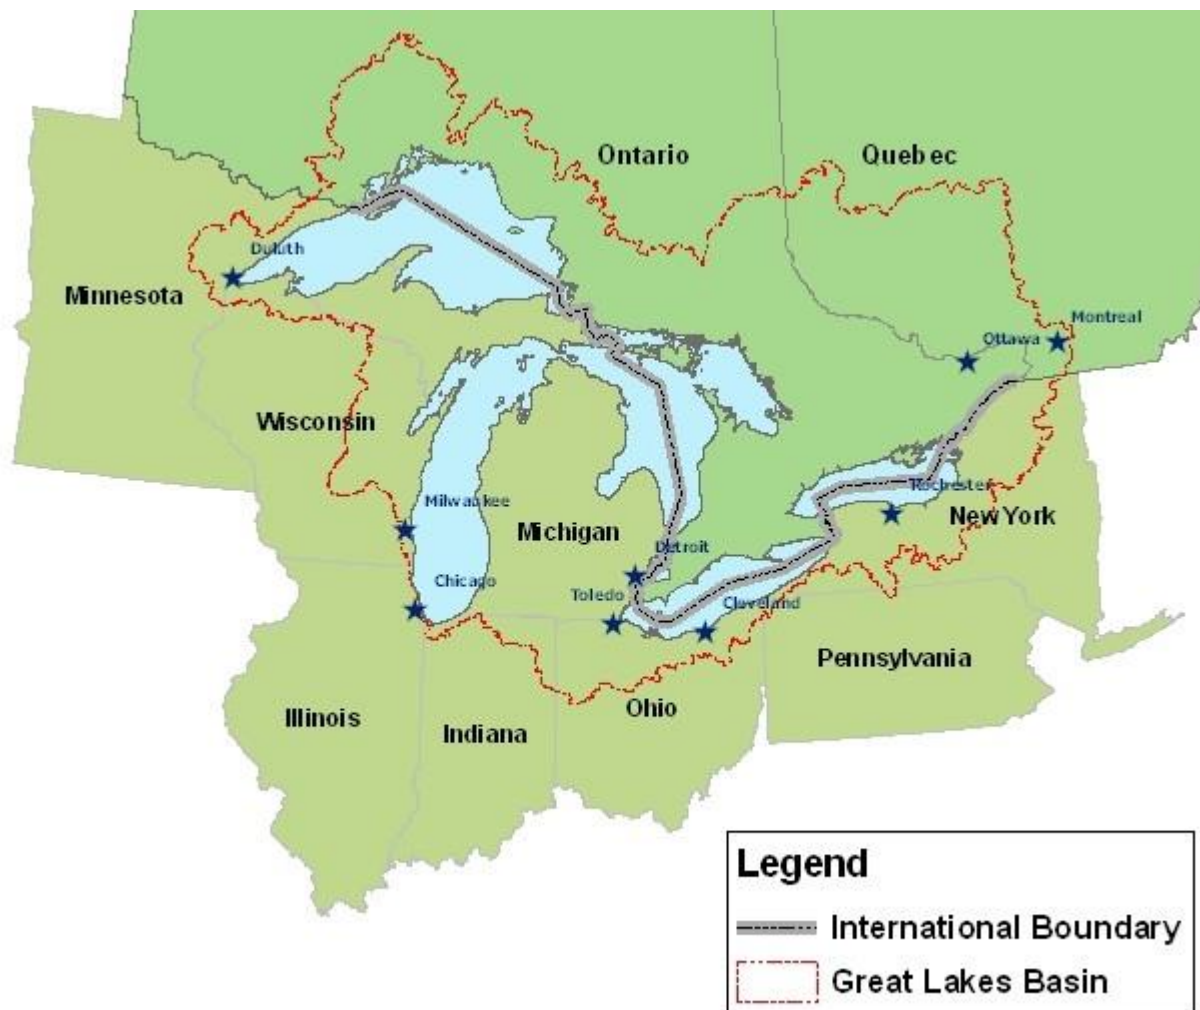 Ontario
Quebec
Duluth
Minnesota
Montreal
Ottawa
Wisconsin
Milwaukee
Rochester
New York
Michigan
Detroit
Chicago
Toledo
Cleveland
Pennsylvania
Illinois
Indiana
Ohio
Legend
International Boundary
Great Lakes Basin